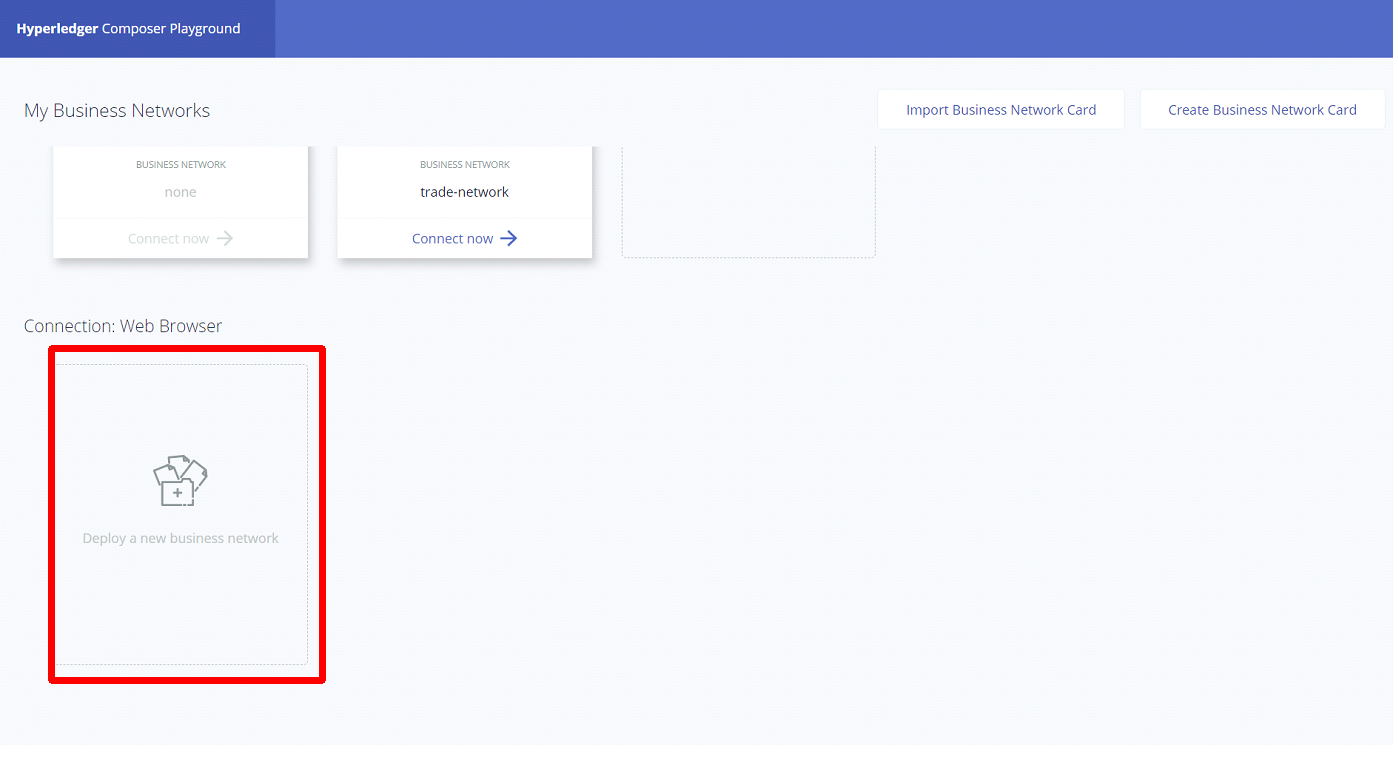 Hyperledger Composer Playground
My Business Networks
Import Business Network Card
Create Business Network Card
BUSINESS NETWORK
none
Connect now
BUSINESS NETWORK
trade-network
Connect now
Connection: Web Browser
Deploy a new business network